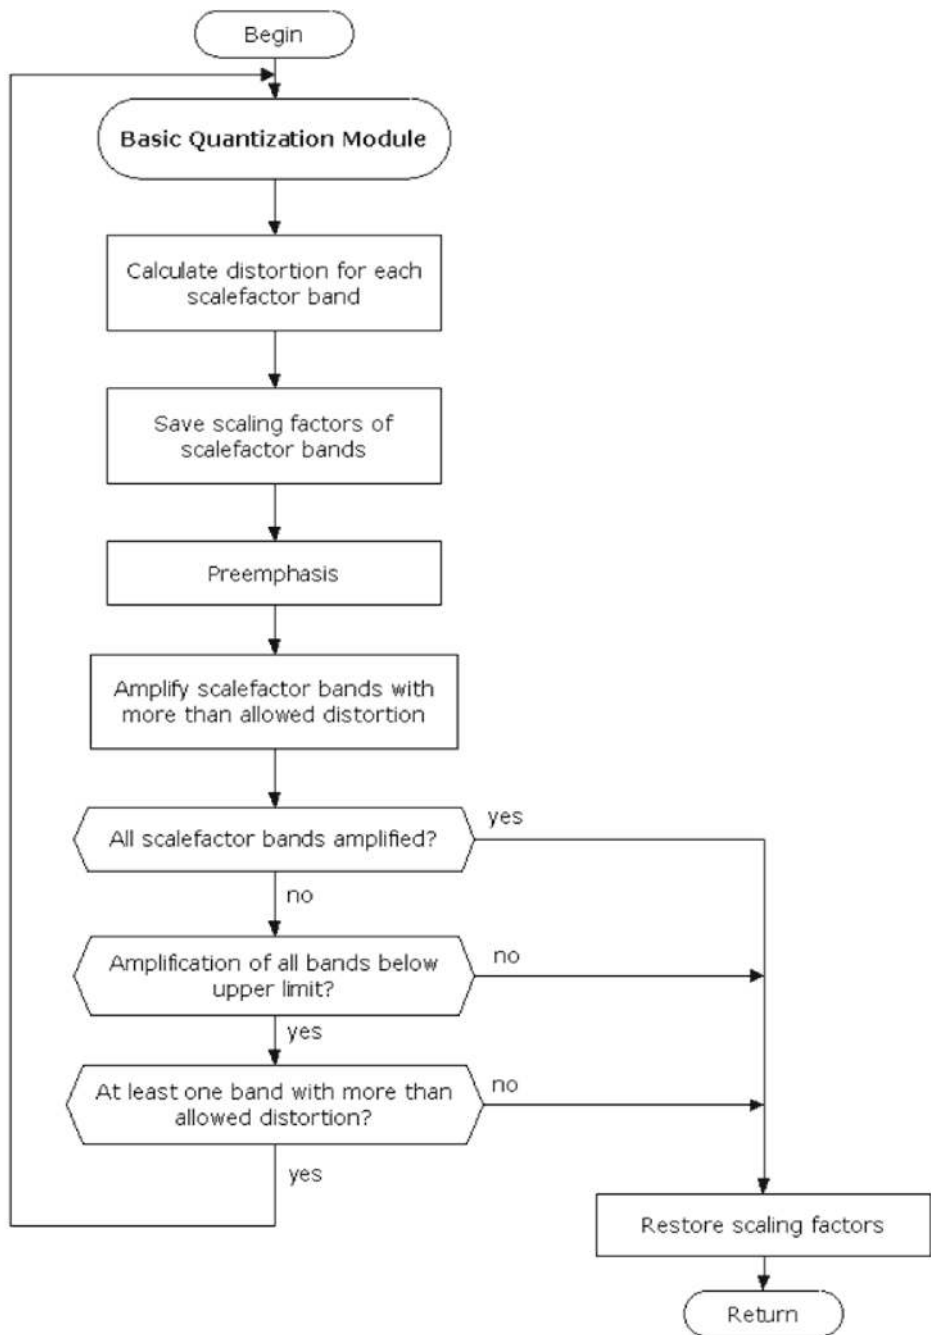 Begin
Basic Quantization Module
Calculate distortion for each
scalefactor band
Save scaling factors of
scalefactor bands
Preemphasis
Amplify scalefactor bands with
more than allowed distortion
All scalefactor bands amplified?
yes
no
Amplification of all bands below
upper limit?
no
yes
At least one band with more than
allowed distortion?
no
yes
Restore scaling factors
Return